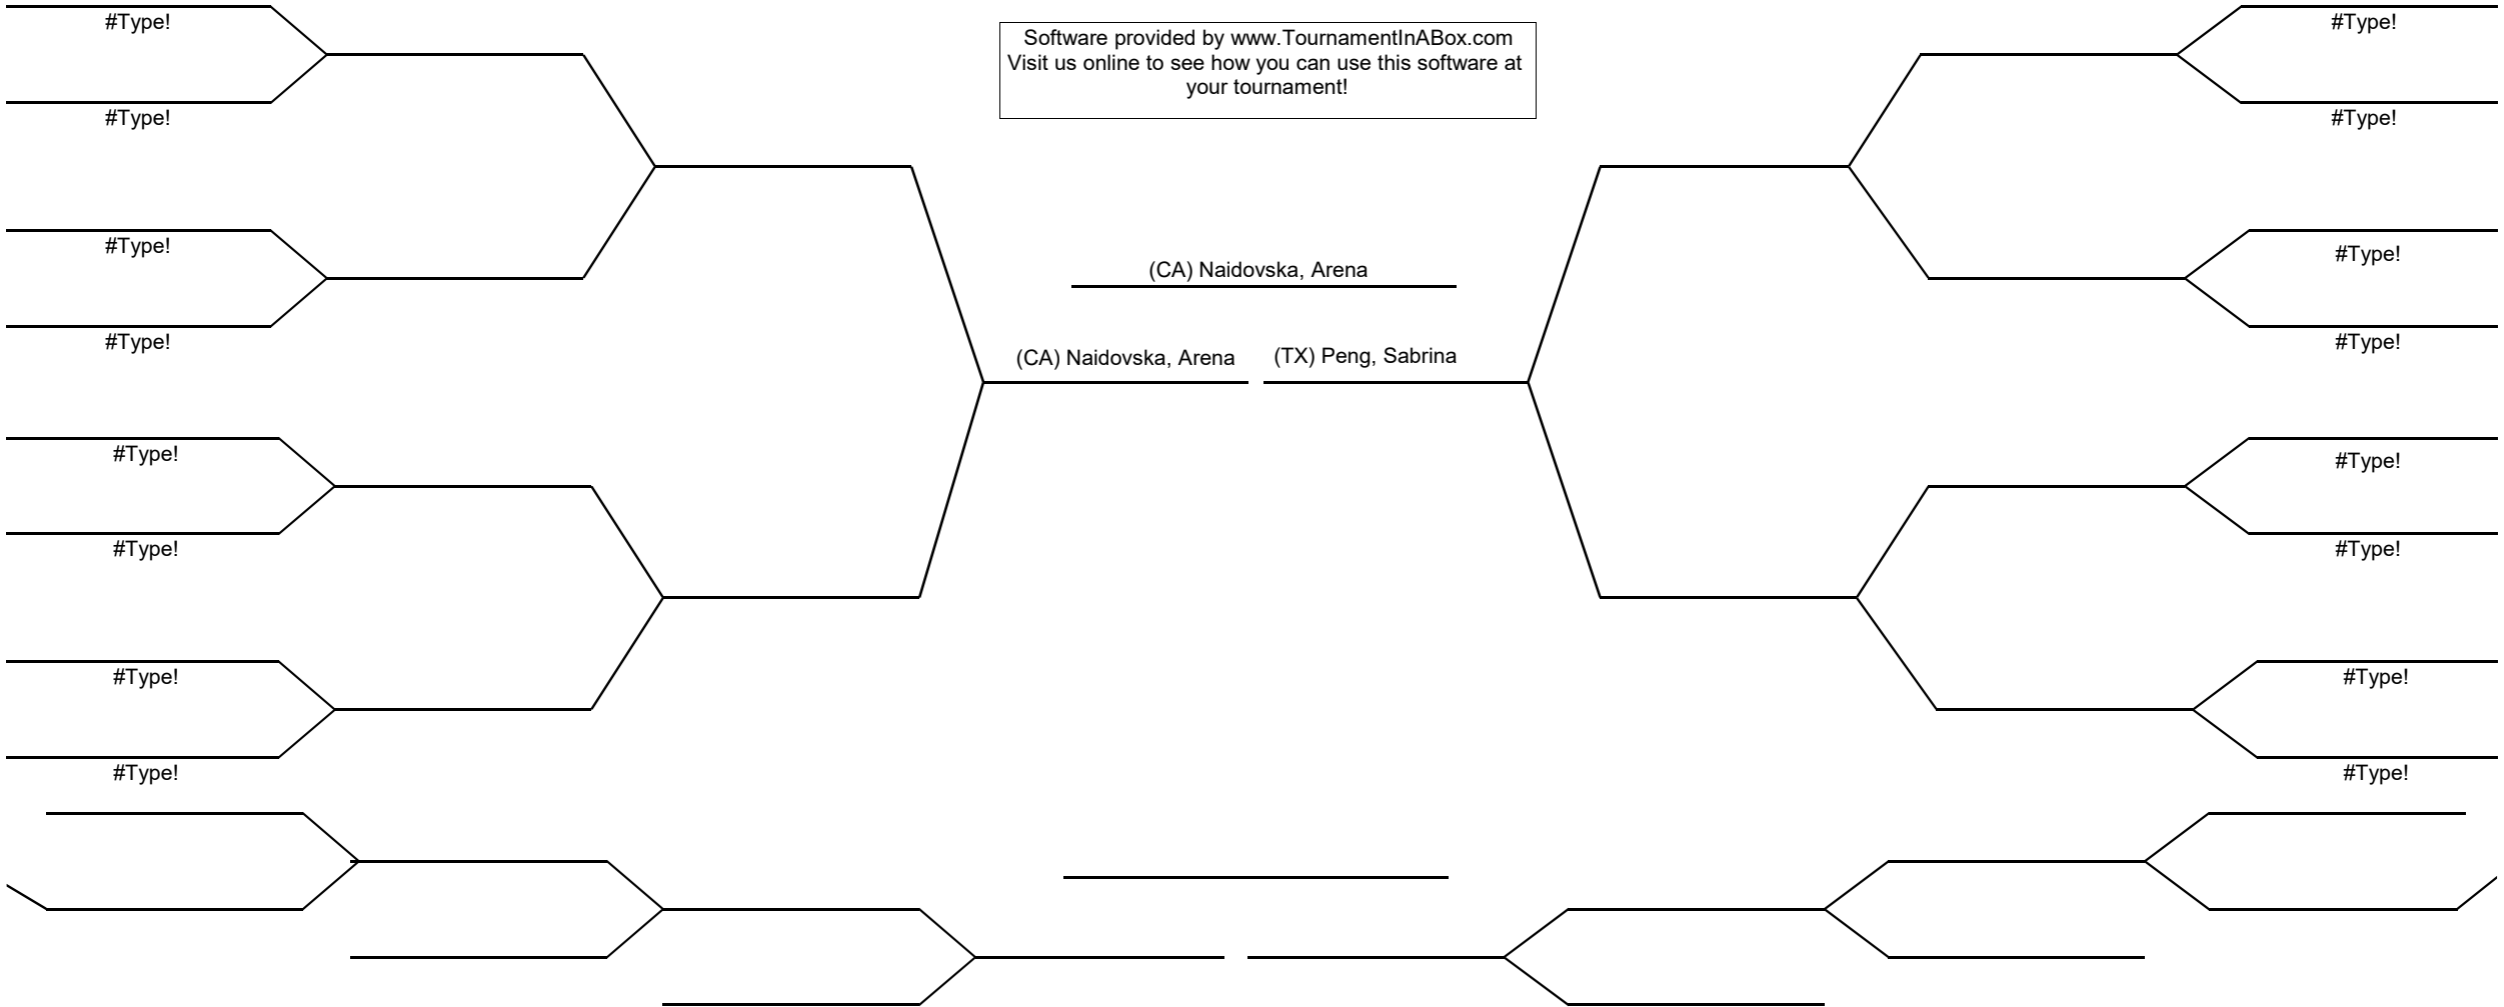 #Type!
#Type!
Software provided by www.TournamentInABox.com
Visit us online to see how you can use this software at
your tournament!
#Type!
#Type!
#Type!
#Type!
#Type!
(CA) Naidovska, Arena
#Type!
#Type!
(CA) Naidovska, Arena
(TX) Peng, Sabrina
#Type!
#Type!
#Type!
#Type!
#Type!
#Type!
#Type!
#Type!